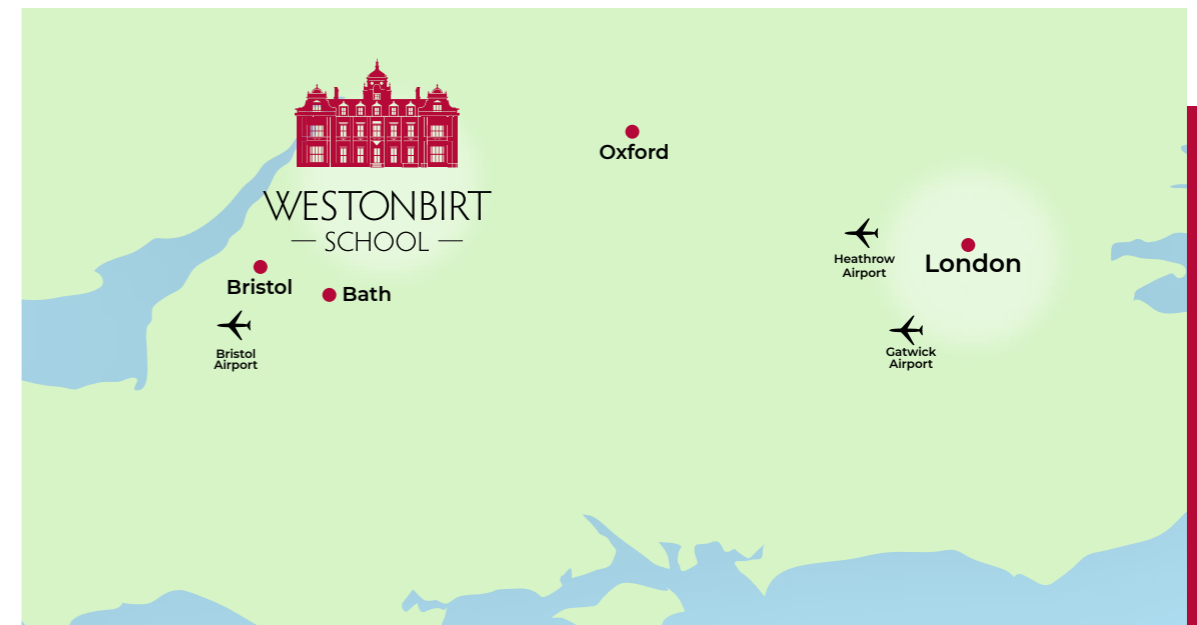 WESTONBIRT
SCHOOL
Oxford
Bristol
Bath
Bristol
Airport
Heathrow
Airport
London
Gatwick
Airport